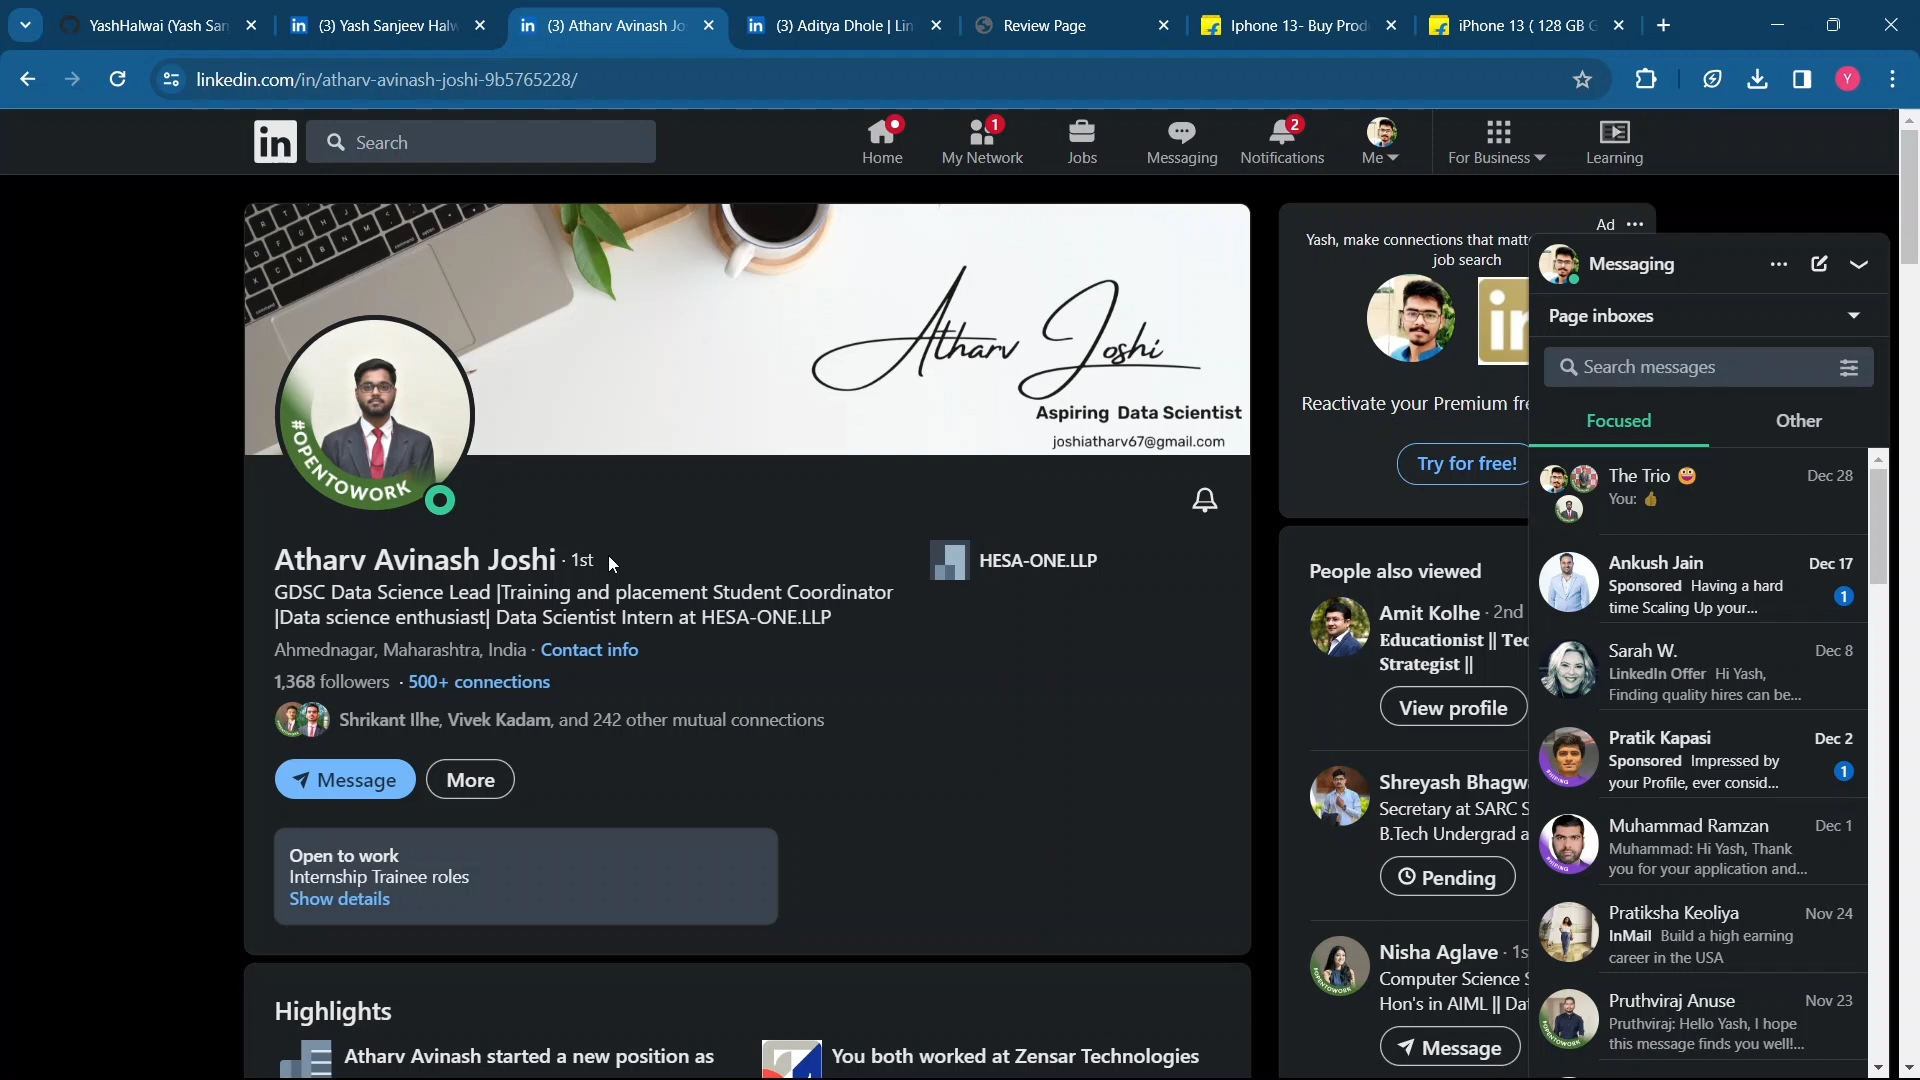 YashHalwai (Yash San
(3) Yash Sanjeev Halw
(3) Atharv Avinash Jo
(3) Aditya Dhole | Lin
Review Page
Iphone 13- Buy Prod
iPhone 13 ( 128 GB
linkedin.com/in/atharv-avinash-joshi-9b5765228/
Y
in
Search
Home
1
My Network
Jobs
Messaging
2
Notifications
Me
For Business
Learning
Atharv Joshi
Aspiring Data Scientist
joshiatharv67@gmail.com
#OPENTOWORK
Atharv Avinash Joshi · 1st
HESA-ONE.LLP
GDSC Data Science Lead |Training and placement Student Coordinator
|Data science enthusiast| Data Scientist Intern at HESA-ONE.LLP
Ahmednagar, Maharashtra, India · Contact info
1,368 followers · 500+ connections
Shrikant Ilhe, Vivek Kadam, and 242 other mutual connections
Message
More
Open to work
Internship Trainee roles
Show details
Highlights
Atharv Avinash started a new position as
You both worked at Zensar Technologies
Ad
Yash, make connections that matt
job search
in
Reactivate your Premium fre
Try for free!
People also viewed
Amit Kolhe · 2nd
Educationist || Tec
Strategist ||
View profile
Shreyash Bhagw
Secretary at SARC S
B.Tech Undergrad a
Pending
Nisha Aglave · 1s
Computer Science
Hon's in AIML || Da
Message
Messaging
Page inboxes
Search messages
Focused
Other
The Trio 😀
Dec 28
You: 👍
Ankush Jain
Dec 17
Sponsored Having a hard
time Scaling Up your...
1
Sarah W.
Dec 8
LinkedIn Offer Hi Yash,
Finding quality hires can be...
Pratik Kapasi
Dec 2
Sponsored Impressed by
your Profile, ever consid...
1
Muhammad Ramzan
Dec 1
Muhammad: Hi Yash, Thank
you for your application and...
Pratiksha Keoliya
Nov 24
InMail Build a high earning
career in the USA
Pruthviraj Anuse
Nov 23
Pruthviraj: Hello Yash, I hope
this message finds you well!...